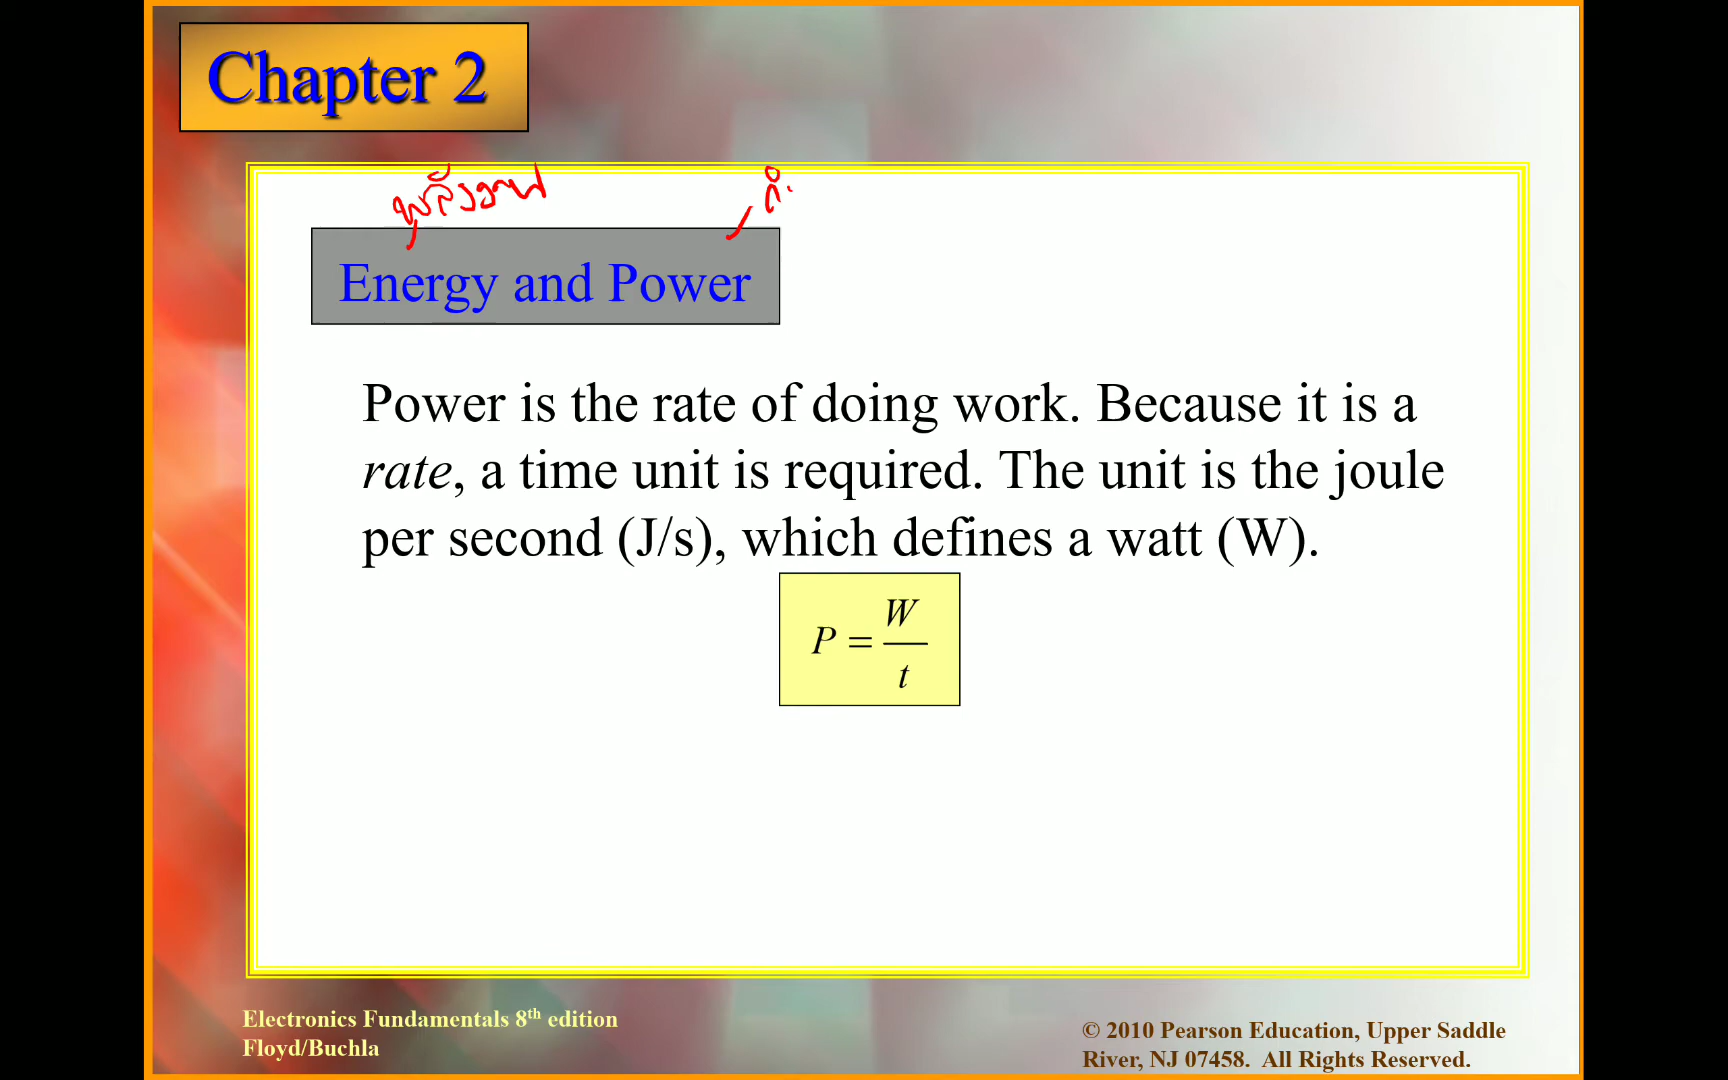 Chapter 2
พลังงาน
Energy and Power
Power is the rate of doing work. Because it is a
rate, a time unit is required. The unit is the joule
per second (J/s), which defines a watt (W).
P = W/t
Electronics Fundamentals 8th edition
Floyd/Buchla
© 2010 Pearson Education, Upper Saddle
River, NJ 07458. All Rights Reserved.